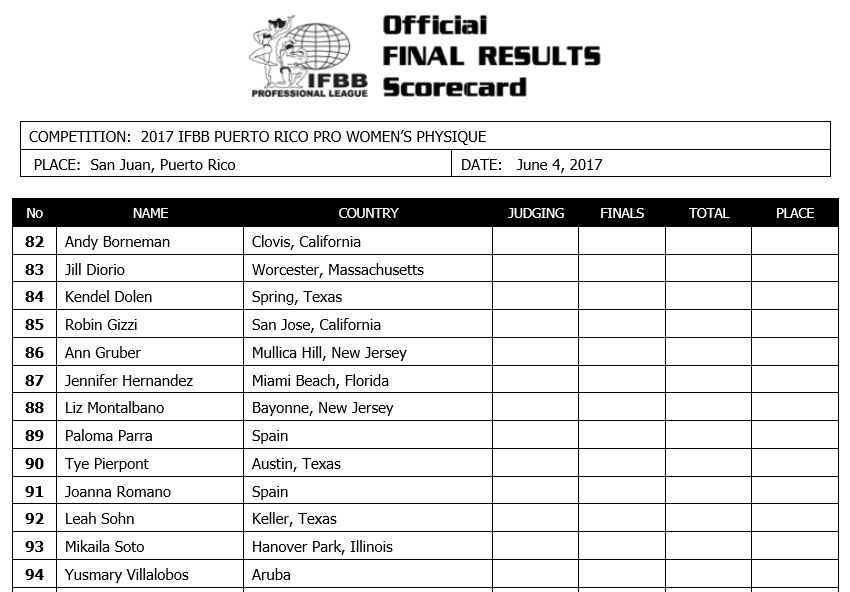 Official
FINAL RESULTS
Scorecard
IFBB
PROFESSIONAL LEAGUE
COMPETITION: 2017 IFBB PUERTO RICO PRO WOMEN'S PHYSIQUE
PLACE: San Juan, Puerto Rico DATE: June 4, 2017
No NAME COUNTRY JUDGING FINALS TOTAL PLACE
82 Andy Borneman Clovis, California
83 Jill Diorio Worcester, Massachusetts
84 Kendel Dolen Spring, Texas
85 Robin Gizzi San Jose, California
86 Ann Gruber Mullica Hill, New Jersey
87 Jennifer Hernandez Miami Beach, Florida
88 Liz Montalbano Bayonne, New Jersey
89 Paloma Parra Spain
90 Tye Pierpont Austin, Texas
91 Joanna Romano Spain
92 Leah Sohn Keller, Texas
93 Mikaila Soto Hanover Park, Illinois
94 Yusmary Villalobos Aruba